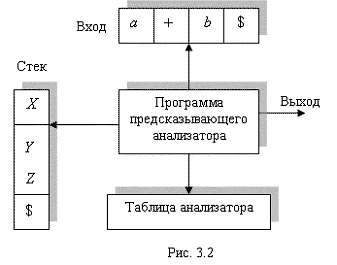 Вход
a + b $
Стек
X
Y
Z
$
Программа
предсказывающего
анализатора
Выход
Таблица анализатора
Рис. 3.2